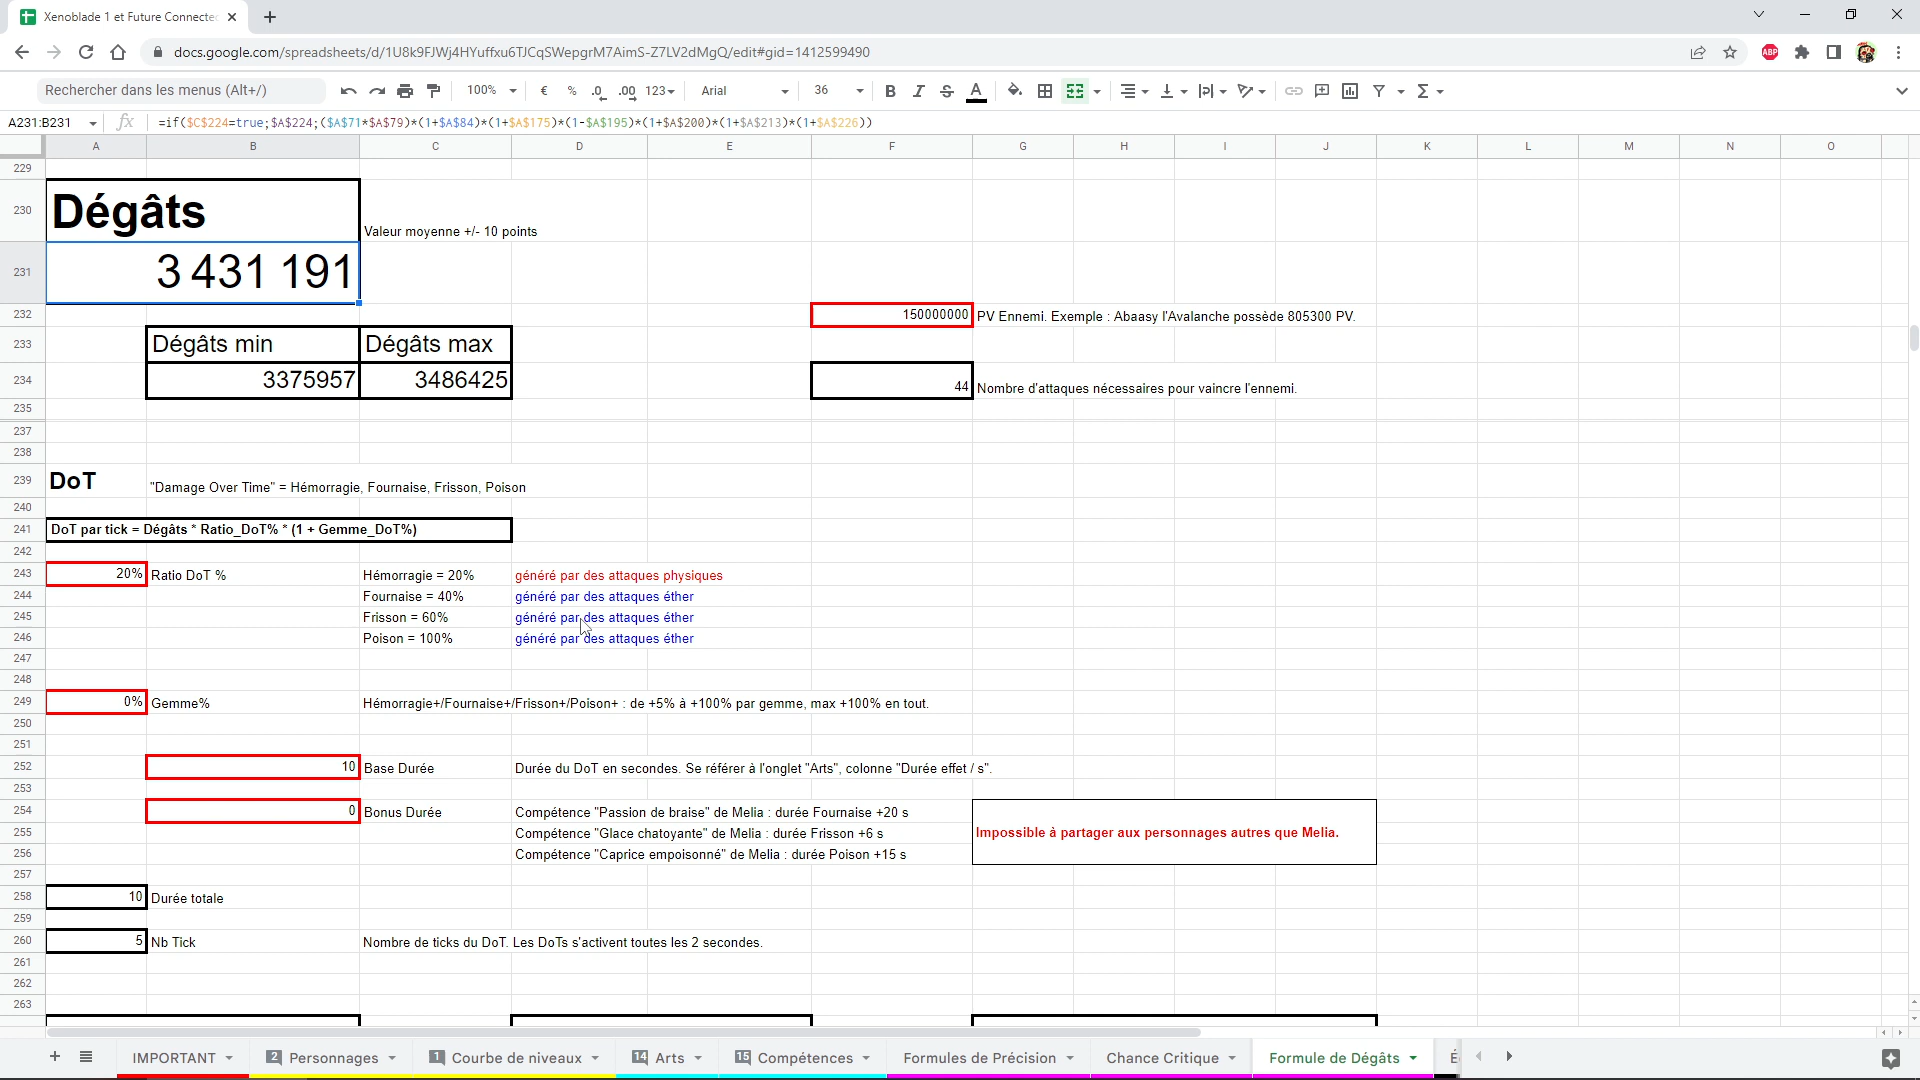 Xenoblade 1 et Future Connecte
docs.google.com/spreadsheets/d/1U8k9FJWj4HYuffxu6TJCqSWepgrM7AimS-Z7LV2dMgQ/edit#gid=1412599490
ABP
Rechercher dans les menus (Alt+/)
100%
€
%
.0
.00
123
Arial
36
B
I
S
A
A231:B231
fx
=if($C$224=true;$A$224;($A$71*$A$79)*(1+$A$84)*(1+$A$175)*(1-$A$195)*(1+$A$200)*(1+$A$213)*(1+$A$226))
A B C D E F G H I J K L M N O
229
230 Dégâts Valeur moyenne +/- 10 points
231 3 431 191
232 150000000 PV Ennemi. Exemple : Abaasy l'Avalanche possède 805300 PV.
233 Dégâts min Dégâts max
234 3375957 3486425 44 Nombre d'attaques nécessaires pour vaincre l'ennemi.
235
237
238
239 DoT "Damage Over Time" = Hémorragie, Fournaise, Frisson, Poison
240
241 DoT par tick = Dégâts * Ratio_DoT% * (1 + Gemme_DoT%)
242
243 20% Ratio DoT % Hémorragie = 20% généré par des attaques physiques
244 Fournaise = 40% généré par des attaques éther
245 Frisson = 60% généré par des attaques éther
246 Poison = 100% généré par des attaques éther
247
248
249 0% Gemme% Hémorragie+/Fournaise+/Frisson+/Poison+ : de +5% à +100% par gemme, max +100% en tout.
250
251
252 10 Base Durée Durée du DoT en secondes. Se référer à l'onglet "Arts", colonne "Durée effet / s".
253
254 0 Bonus Durée Compétence "Passion de braise" de Melia : durée Fournaise +20 s
255 Compétence "Glace chatoyante" de Melia : durée Frisson +6 s Impossible à partager aux personnages autres que Melia.
256 Compétence "Caprice empoisonné" de Melia : durée Poison +15 s
257
258 10 Durée totale
259
260 5 Nb Tick Nombre de ticks du DoT. Les DoTs s'activent toutes les 2 secondes.
261
262
263
IMPORTANT
2 Personnages
1 Courbe de niveaux
14 Arts
15 Compétences
Formules de Précision
Chance Critique
Formule de Dégâts
É